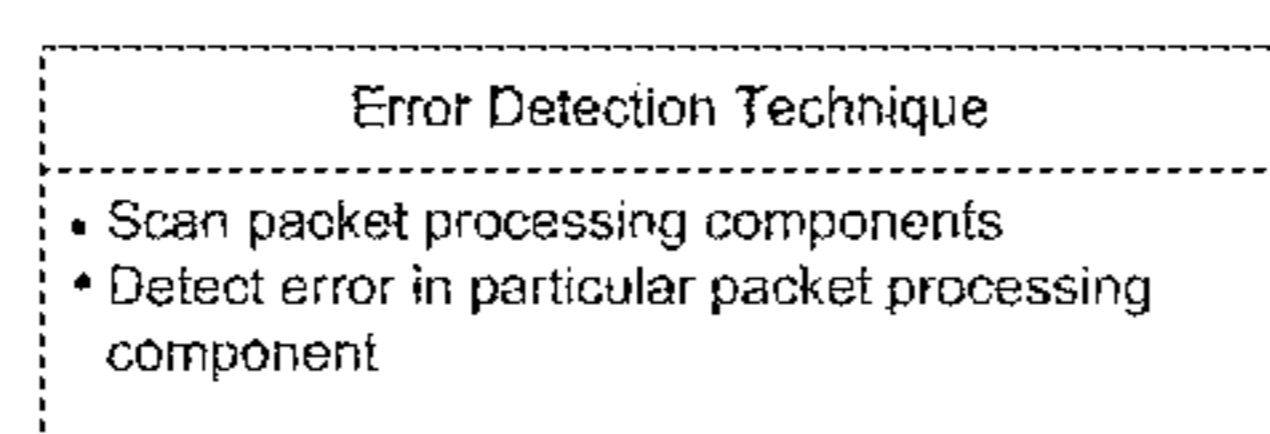 Error Detection Technique
• Scan packet processing components
• Detect error in particular packet processing
component